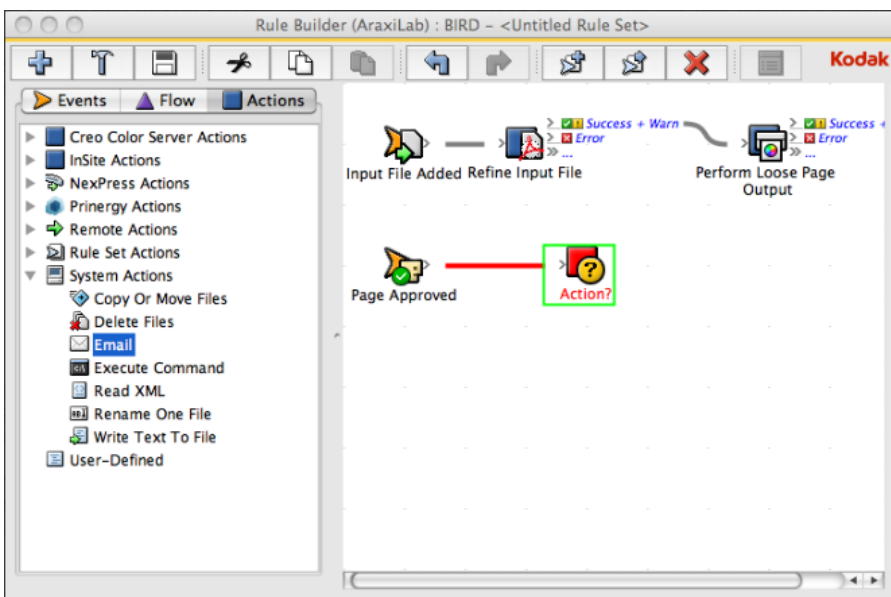 Rule Builder (AraxiLab) : BIRD – <Untitled Rule Set>
Kodak
Events Flow Actions
Creo Color Server Actions
InSite Actions
NexPress Actions
Prinergy Actions
Remote Actions
Rule Set Actions
System Actions
Copy Or Move Files
Delete Files
Email
Execute Command
Read XML
Rename One File
Write Text To File
User-Defined
Success + Warn
Error
...
Success +
Error
...
Input File Added
Refine Input File
Perform Loose Page
Output
Page Approved
?
Action?